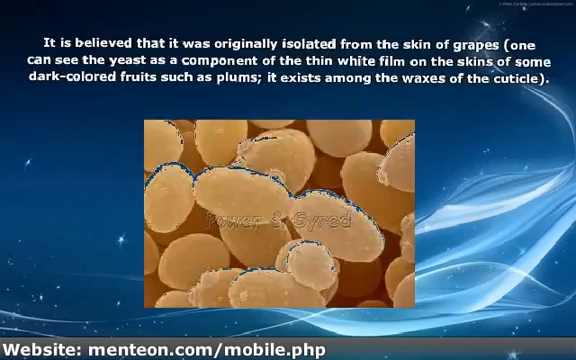 It is believed that it was originally isolated from the skin of grapes (one
can see the yeast as a component of the thin white film on the skins of some
dark-colored fruits such as plums; it exists among the waxes of the cuticle).
Power & Syred
Website: menteon.com/mobile.php